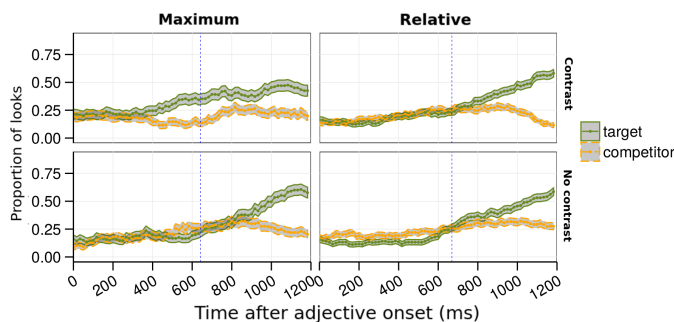 Maximum Relative
Proportion of looks
0.75
0.50
0.25
0.00
Contrast
target
competitor
0.75
0.50
0.25
0.00
No contrast
0 200 400 600 800 1000 1200 0 200 400 600 800 1000 1200
Time after adjective onset (ms)